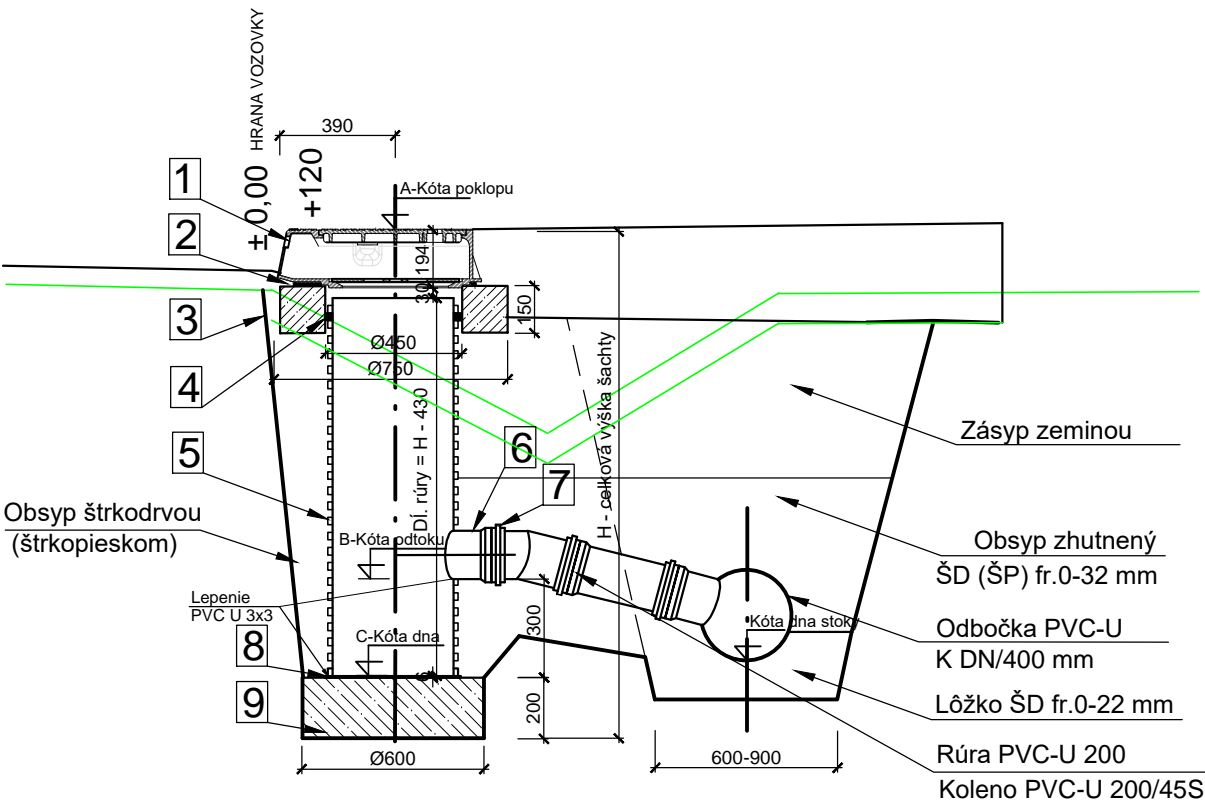 HRANA VOZOVKY
± 0,00
+120
390
A-Kóta poklopu
1
2
3
4
5
6
7
8
9
194
30
150
Ø450
Ø750
Dĺ. rúry = H - 430
H - celková výška šachty
Zásyp zeminou
Obsyp štrkodrvou
(štrkopieskom)
B-Kóta odtoku
Obsyp zhutnený
ŠD (ŠP) fr.0-32 mm
Lepenie
PVC U 3x3
C-Kóta dna
300
200
Kóta dna stoky
Odbočka PVC-U
K DN/400 mm
Lôžko ŠD fr.0-22 mm
Ø600
600-900
Rúra PVC-U 200
Koleno PVC-U 200/45S